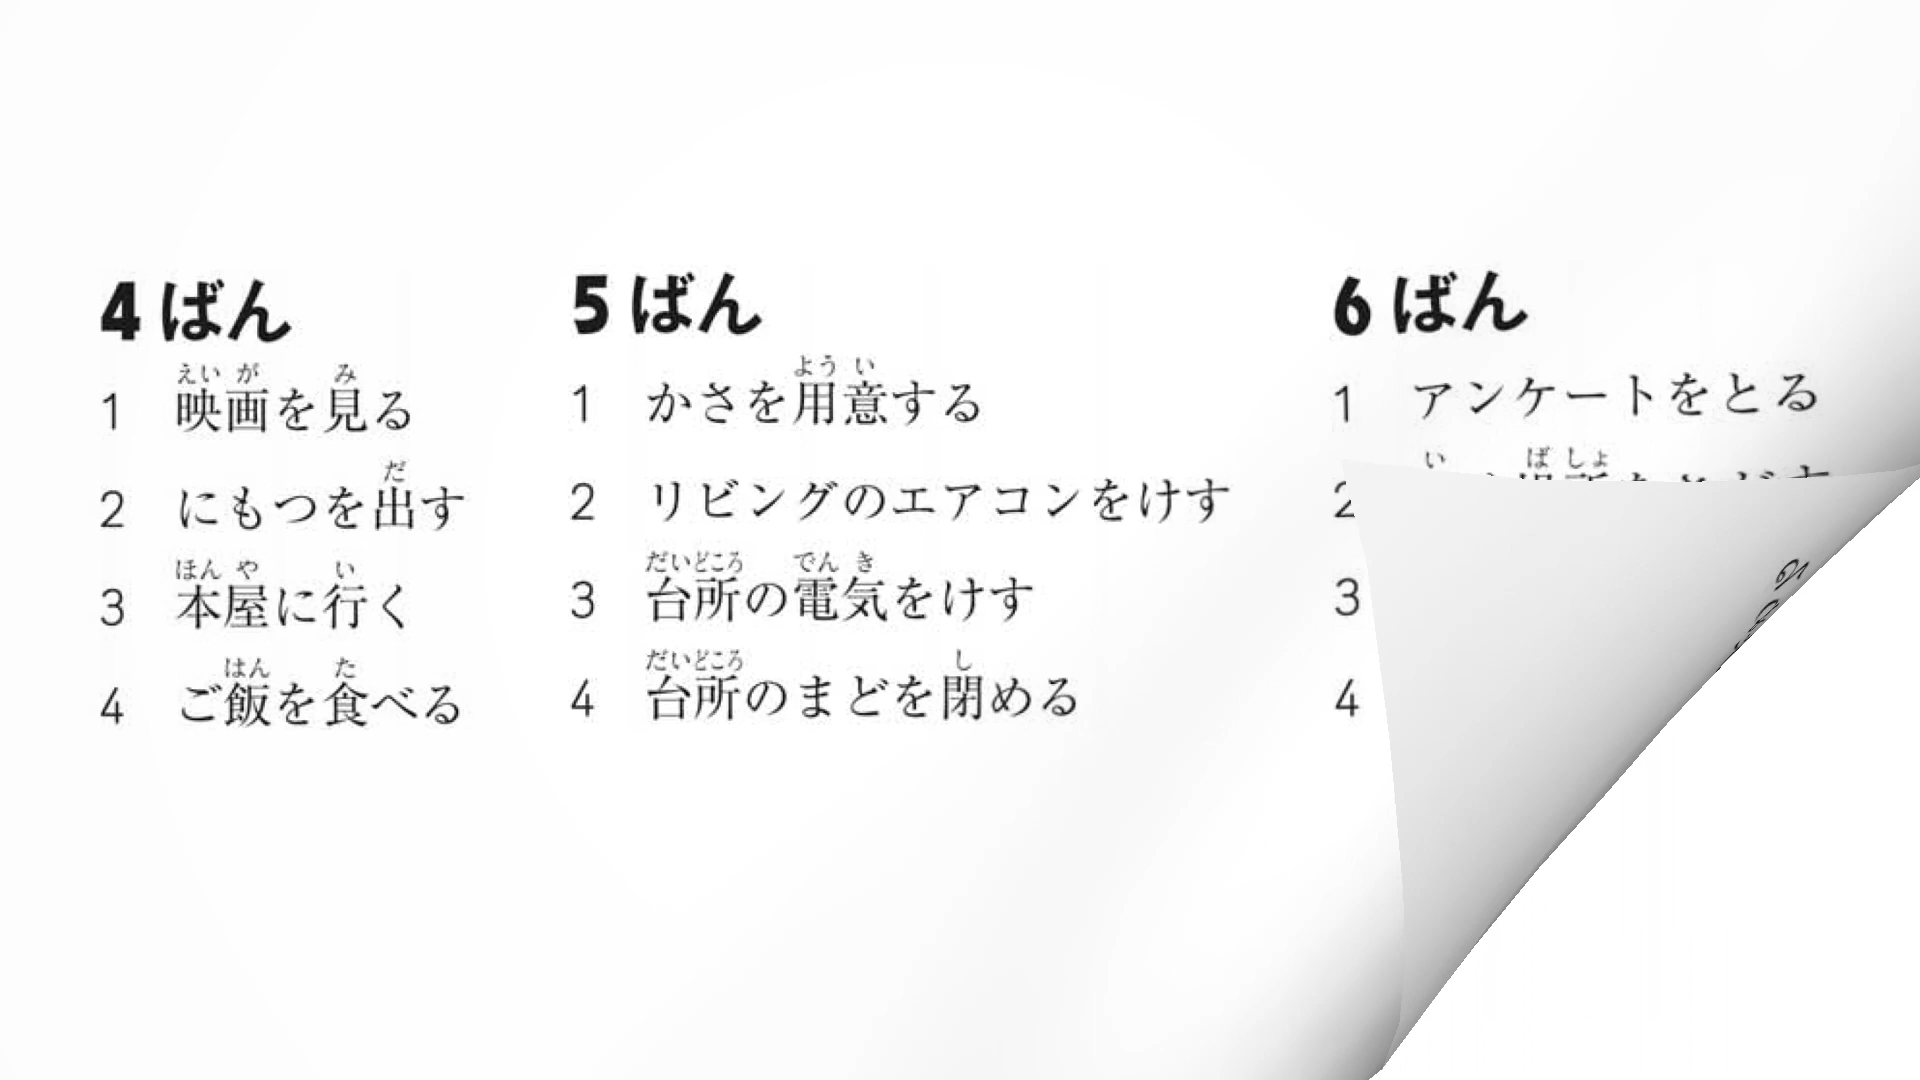 4 ばん
1 映画を見る
2 にもつを出す
3 本屋に行く
4 ご飯を食べる
5 ばん
1 かさを用意する
2 リビングのエアコンをけす
3 台所の電気をけす
4 台所のまどを閉める
6 ばん
1 アンケートをとる
2
3
4